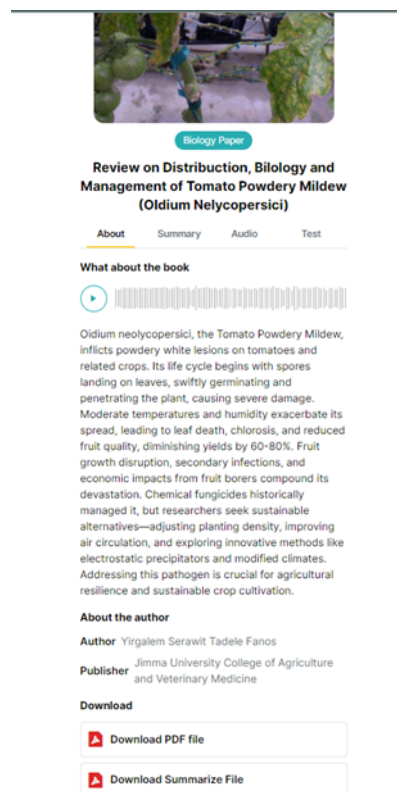 Biology Paper
Review on Distribuction, Bilology and
Management of Tomato Powdery Mildew
(Oldium Nelycopersici)
About Summary Audio Test
What about the book
Oidium neolycopersici, the Tomato Powdery Mildew,
inflicts powdery white lesions on tomatoes and
related crops. Its life cycle begins with spores
landing on leaves, swiftly germinating and
penetrating the plant, causing severe damage.
Moderate temperatures and humidity exacerbate its
spread, leading to leaf death, chlorosis, and reduced
fruit quality, diminishing yields by 60-80%. Fruit
growth disruption, secondary infections, and
economic impacts from fruit borers compound its
devastation. Chemical fungicides historically
managed it, but researchers seek sustainable
alternatives—adjusting planting density, improving
air circulation, and exploring innovative methods like
electrostatic precipitators and modified climates.
Addressing this pathogen is crucial for agricultural
resilience and sustainable crop cultivation.
About the author
Author Yirgalem Serawit Tadele Fanos
Publisher Jimma University College of Agriculture
and Veterinary Medicine
Download
Download PDF file
Download Summarize File